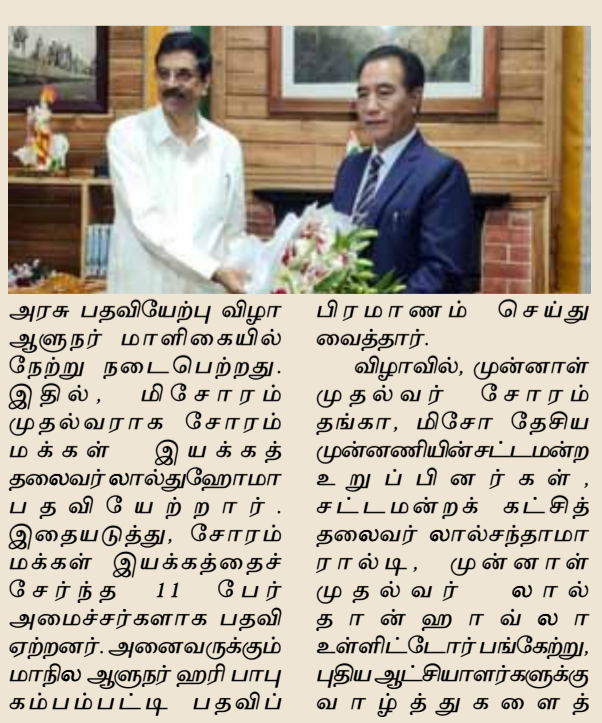 அரசு பதவியேற்பு விழா
ஆளுநர் மாளிகையில்
நேற்று நடைபெற்றது.
இதில், மிசோரம்
முதல்வராக சோரம்
மக்கள் இயக்கத்
தலைவர் லால்துஹோமா
பதவியேற்றார்.
இதையடுத்து, சோரம்
மக்கள் இயக்கத்தைச்
சேர்ந்த 11 பேர்
அமைச்சர்களாக பதவி
ஏற்றனர். அனைவருக்கும்
மாநில ஆளுநர் ஹரி பாபு
கம்பம்பட்டி பதவிப்
பிரமாணம் செய்து
வைத்தார்.
விழாவில், முன்னாள்
முதல்வர் சோரம்
தங்கா, மிசோ தேசிய
முன்னணியின்சட்டமன்ற
உறுப்பினர்கள்,
சட்டமன்றக் கட்சித்
தலைவர் லால்சந்தாமா
ரால்டி, முன்னாள்
முதல்வர் லால்
தான்ஹாவ்லா
உள்ளிட்டோர் பங்கேற்று,
புதிய ஆட்சியாளர்களுக்கு
வாழ்த்துகளைத்